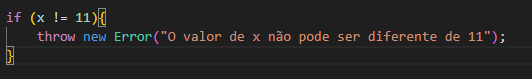 if (x != 11){
    throw new Error("O valor de x não pode ser diferente de 11");
}